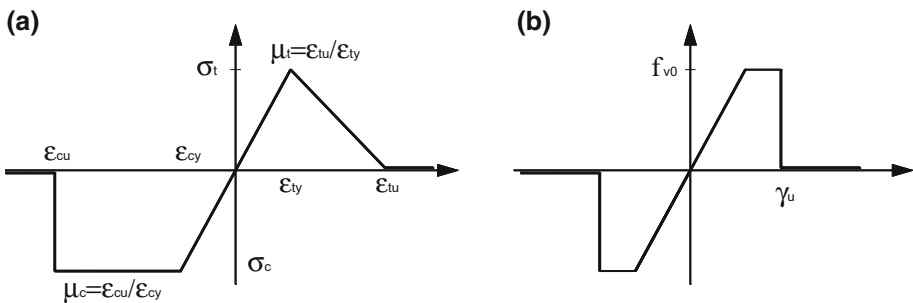 (a)
(b)
μt=εtu/εty
σt
fv0
εcu
εcy
εty
εtu
γu
σc
μc=εcu/εcy